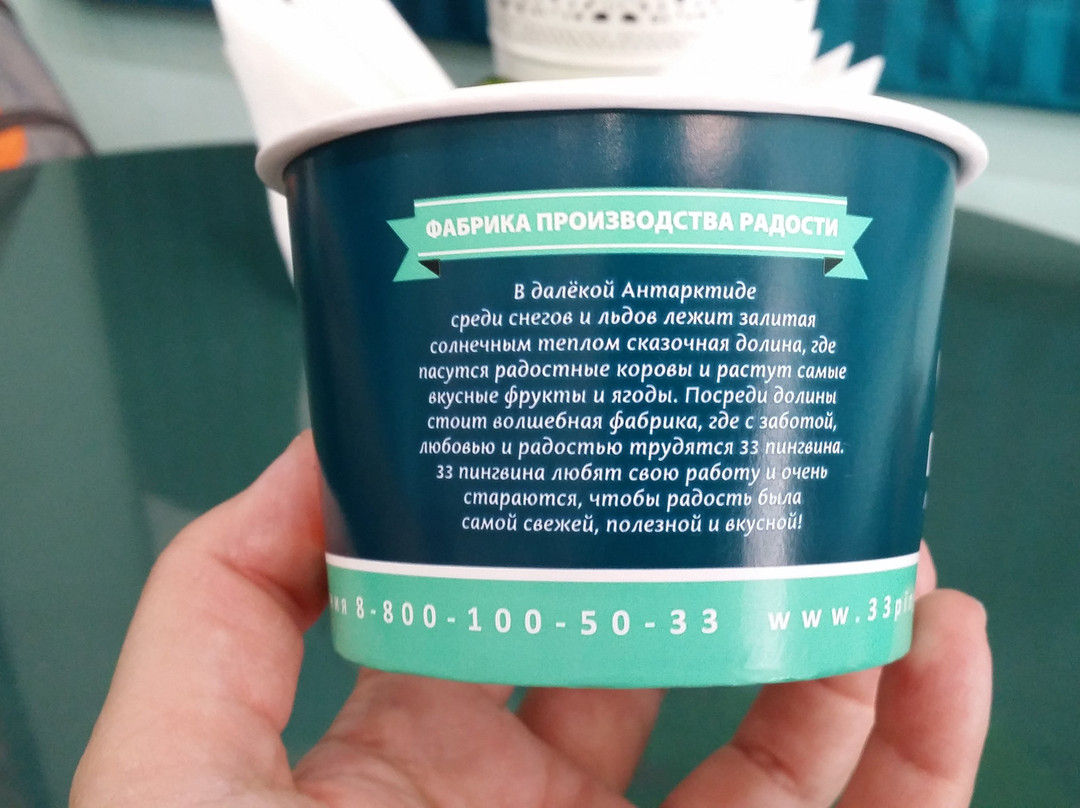 ФАБРИКА ПРОИЗВОДСТВА РАДОСТИ
В далёкой Антарктиде
среди снегов и льдов лежит залитая
солнечным теплом сказочная долина, где
пасутся радостные коровы и растут самые
вкусные фрукты и ягоды. Посреди долины
стоит волшебная фабрика, где с заботой,
любовью и радостью трудятся 33 пингвина.
33 пингвина любят свою работу и очень
стараются, чтобы радость была
самой свежей, полезной и вкусной!
8-800-100-50-33 www.33pi